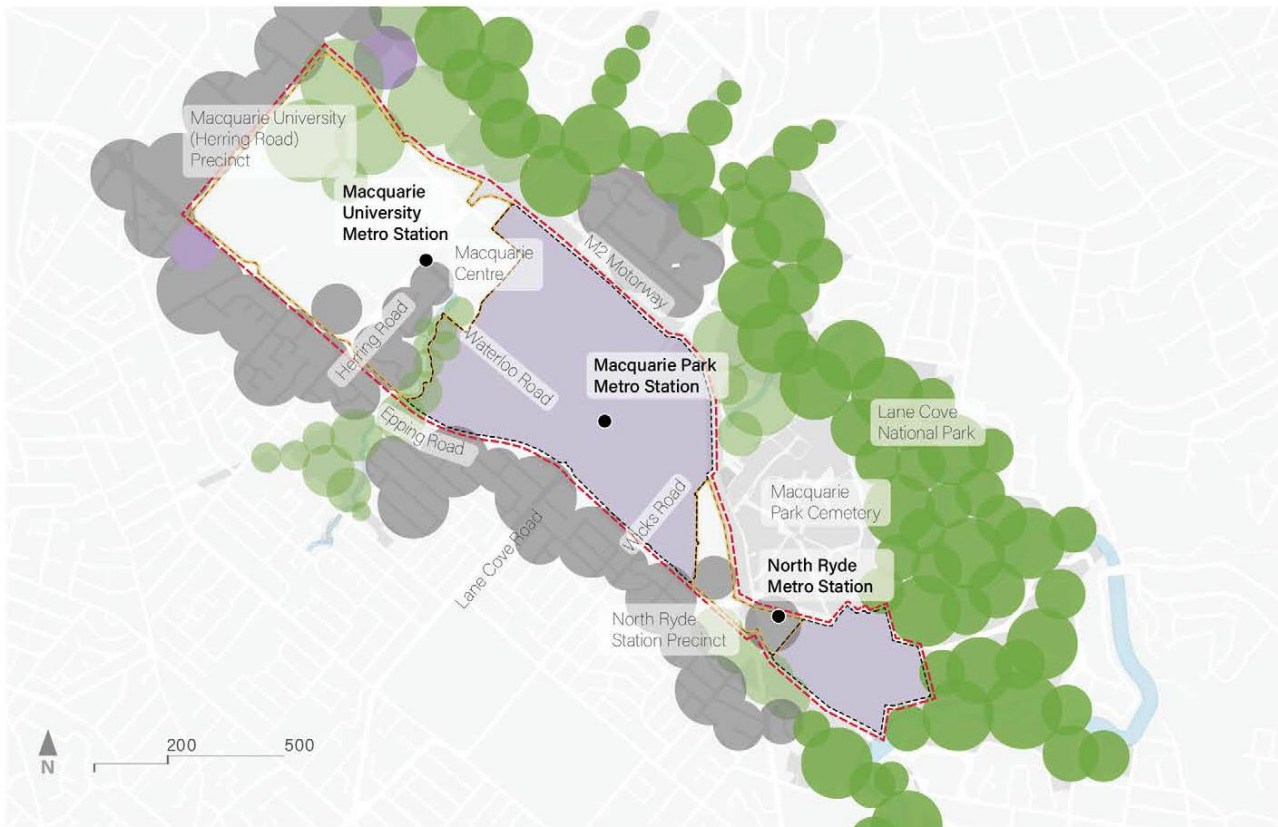 Macquarie University
(Herring Road)
Precinct
Macquarie
University
Metro Station
Macquarie
Centre
M2 Motorway
Herring Road
Waterloo Road
Macquarie Park
Metro Station
Epping Road
Lane Cove
National Park
Wicks Road
Macquarie
Park Cemetery
Lane Cove Road
North Ryde
Metro Station
North Ryde
Station Precinct
200
500
N